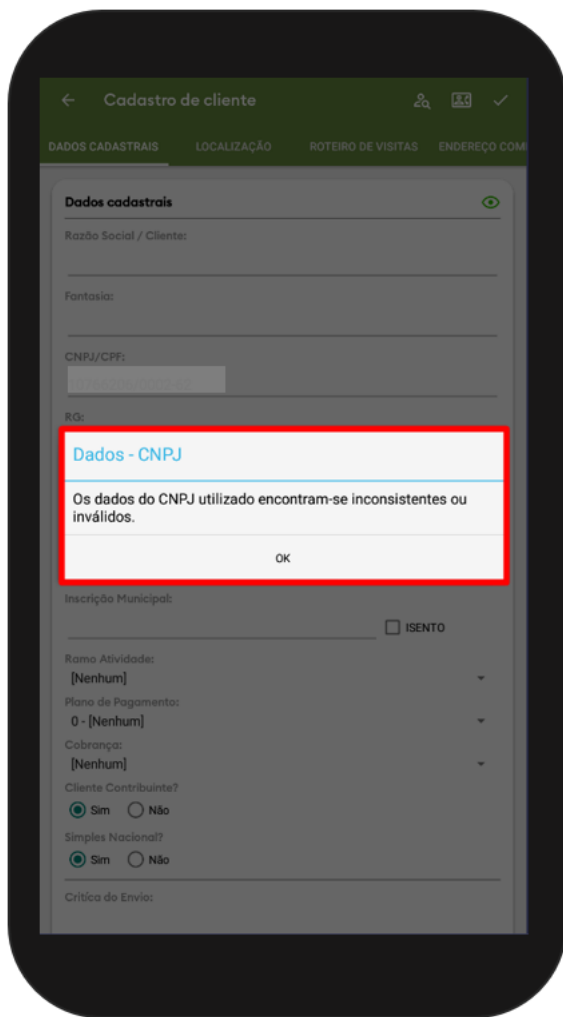 Cadastro de cliente
DADOS CADASTRAIS LOCALIZAÇÃO ROTEIRO DE VISITAS ENDEREÇO COM
Dados cadastrais
Razão Social / Cliente:
Fantasia:
CNPJ/CPF:
RG:
Dados - CNPJ
Os dados do CNPJ utilizado encontram-se inconsistentes ou
inválidos.
OK
Inscrição Municipal:
ISENTO
Ramo Atividade:
[Nenhum]
Plano de Pagamento:
0 - [Nenhum]
Cobrança:
[Nenhum]
Cliente Contribuinte?
Sim Não
Simples Nacional?
Sim Não
Crítica do Envio: